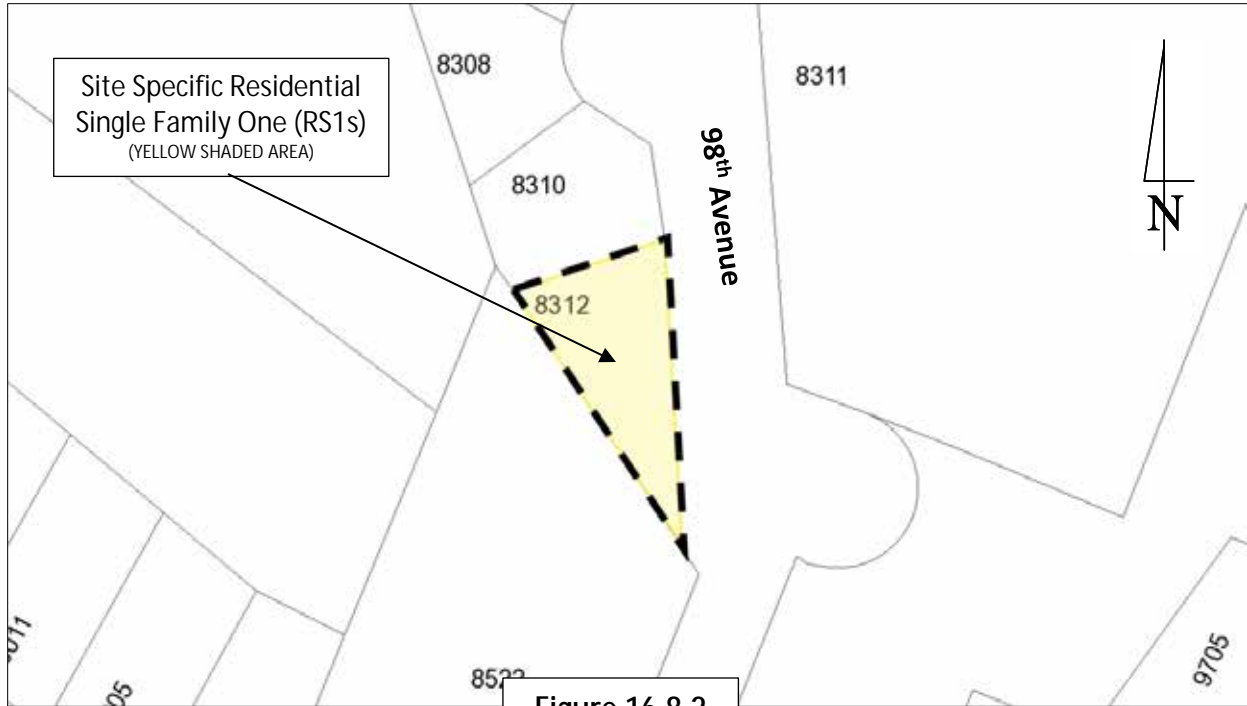 8308
8311
Site Specific Residential
Single Family One (RS1s)
(YELLOW SHADED AREA)
98th Avenue
8310
N
8312
9705
Figure 16.8.2